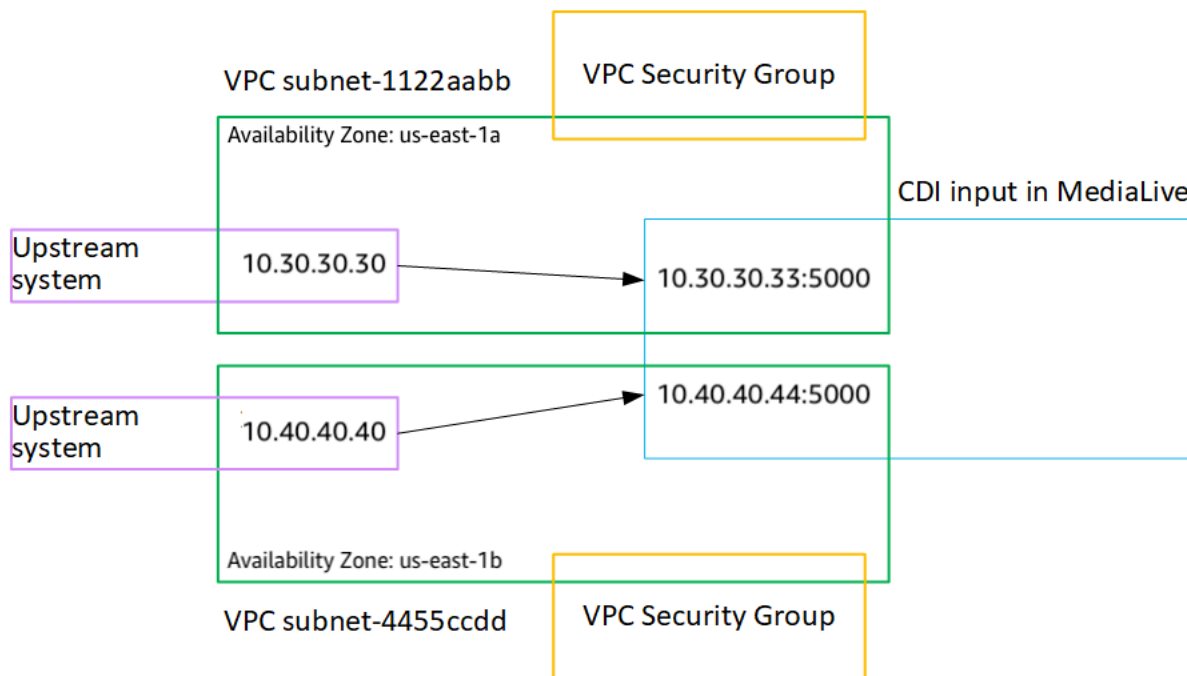 VPC subnet-1122aabb
VPC Security Group
Availability Zone: us-east-1a
CDI input in MediaLive
Upstream
system
10.30.30.30
10.30.30.33:5000
Upstream
system
10.40.40.40
10.40.40.44:5000
Availability Zone: us-east-1b
VPC subnet-4455ccdd
VPC Security Group